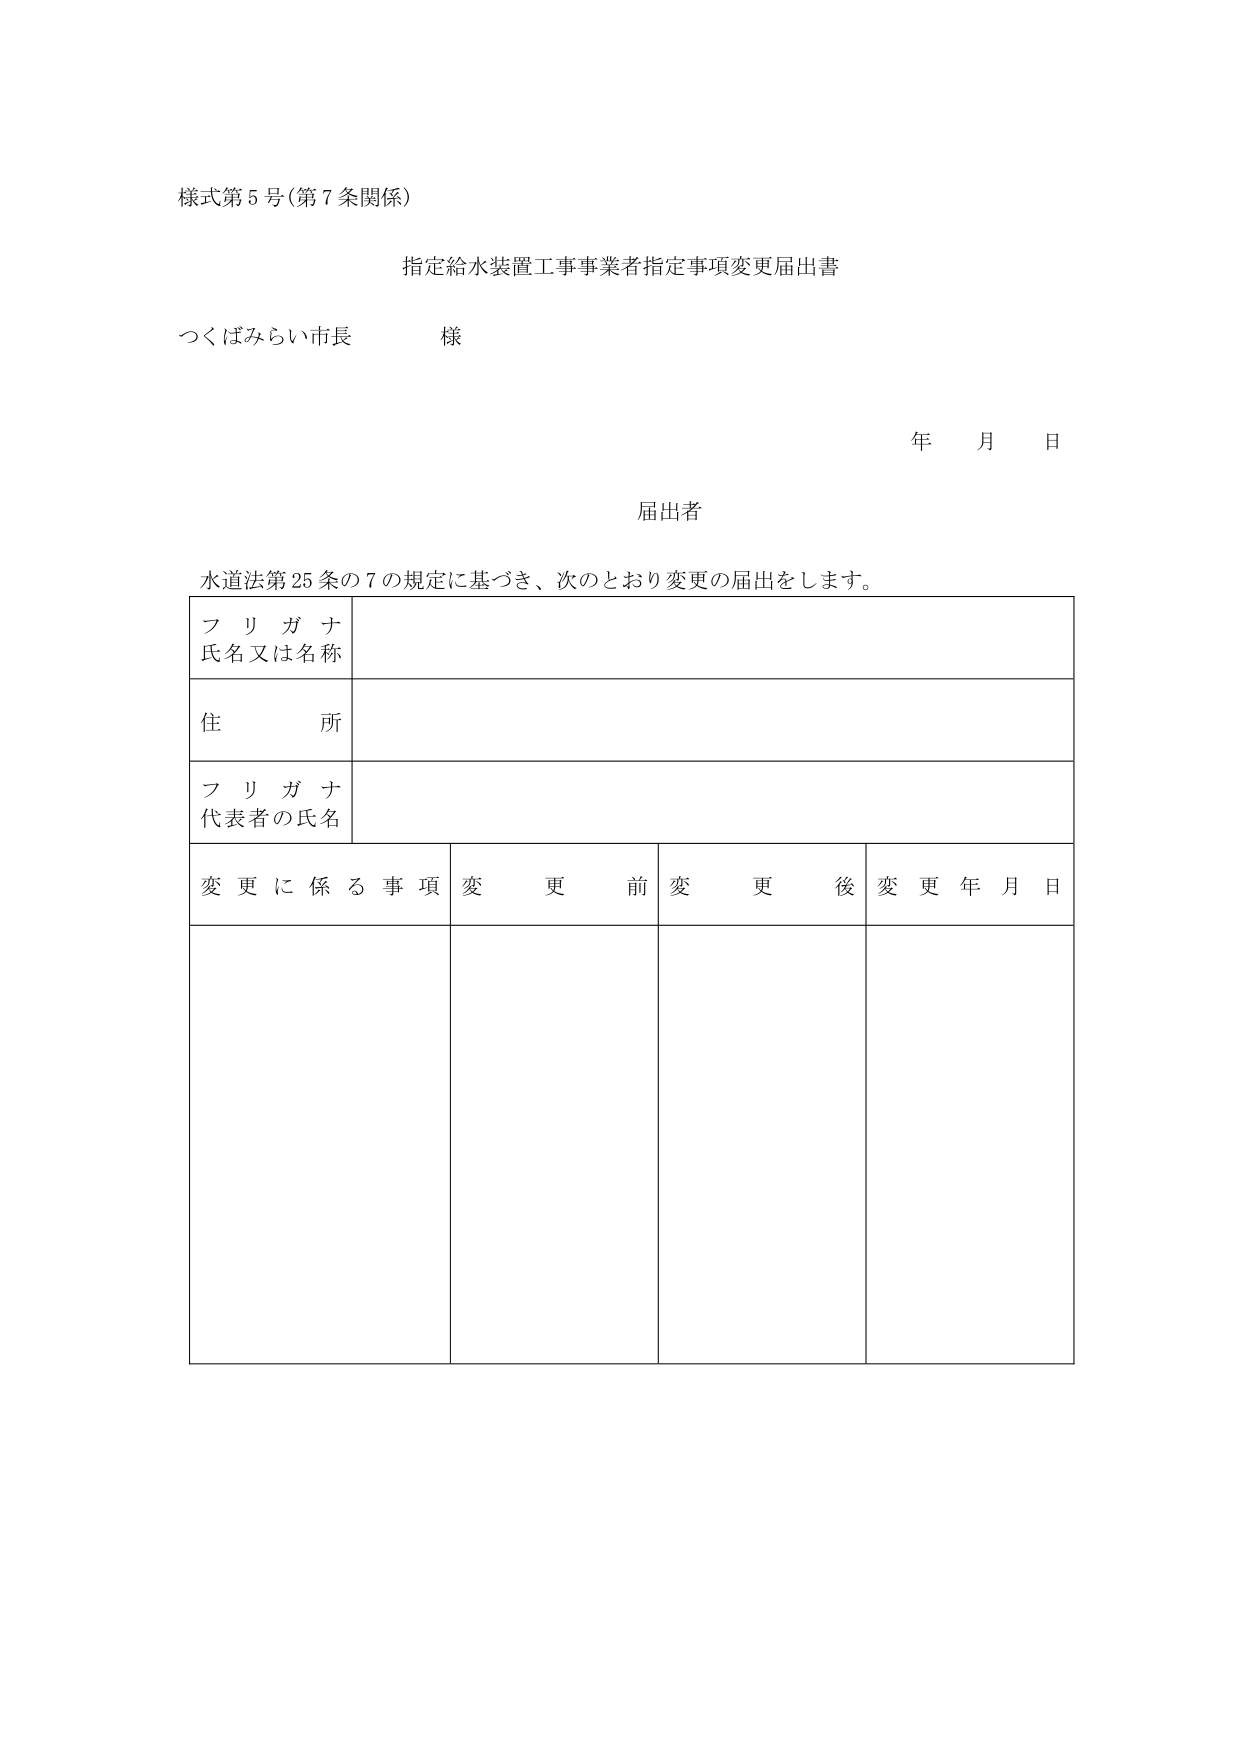 様式第5号(第7条関係)
指定給水装置工事事業者指定事項変更届出書
つくばみらい市長　　　　様
年　　月　　日
届出者
水道法第25条の7の規定に基づき、次のとおり変更の届出をします。
フリガナ
氏名又は名称
住　　　　所
フリガナ
代表者の氏名
変更に係る事項　変　更　前　変　更　後　変更年月日